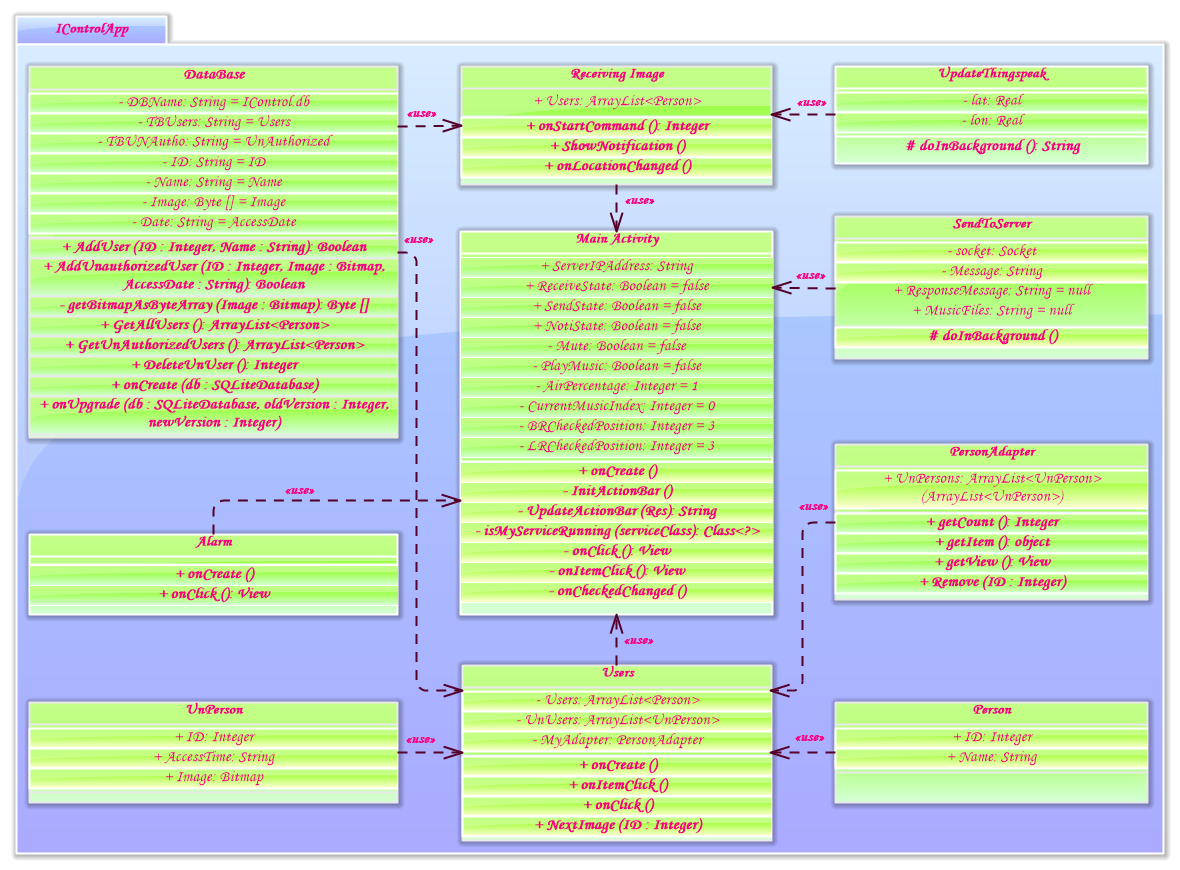 IControlApp
DataBase
- DBName: String = IControl.db
- TBUsers: String = Users
- TBUNAutho: String = UnAuthorized
- ID: String = ID
- Name: String = Name
- Image: Byte [] = Image
- Date: String = AccessDate
+ AddUser (ID : Integer, Name : String): Boolean
+ AddUnauthorizedUser (ID : Integer, Image : Bitmap,
AccessDate : String): Boolean
- getBitmapAsByteArray (Image : Bitmap): Byte []
+ GetAllUsers (): ArrayList<Person>
+ GetUnAuthorizedUsers (): ArrayList<Person>
+ DeleteUnUser (): Integer
+ onCreate (db : SQLiteDatabase)
+ onUpgrade (db : SQLiteDatabase, oldVersion : Integer,
newVersion : Integer)
«use»
«use»
Receiving Image
+ Users: ArrayList<Person>
+ onStartCommand (): Integer
+ ShowNotification ()
+ onLocationChanged ()
«use»
UpdateThingspeak
- lat: Real
- lon: Real
# doInBackground (): String
«use»
Main Activity
+ ServerIPAddress: String
+ ReceiveState: Boolean = false
+ SendState: Boolean = false
+ NotiState: Boolean = false
- Mute: Boolean = false
- PlayMusic: Boolean = false
- AirPercentage: Integer = 1
- CurrentMusicIndex: Integer = 0
- BRCheckedPosition: Integer = 3
- LRCheckedPosition: Integer = 3
+ onCreate ()
- InitActionBar ()
- UpdateActionBar (Res): String
- isMyServiceRunning (serviceClass): Class<?>
- onClick (): View
- onItemClick (): View
- onCheckedChanged ()
«use»
SendToServer
- socket: Socket
- Message: String
+ ResponseMessage: String = null
+ MusicFiles: String = null
# doInBackground ()
«use»
Alarm
+ onCreate ()
+ onClick (): View
PersonAdapter
+ UnPersons: ArrayList<UnPerson>
(ArrayList<UnPerson>)
+ getCount (): Integer
+ getItem (): object
+ getView (): View
+ Remove (ID : Integer)
«use»
«use»
UnPerson
+ ID: Integer
+ AccessTime: String
+ Image: Bitmap
«use»
Users
- Users: ArrayList<Person>
- UnUsers: ArrayList<UnPerson>
- MyAdapter: PersonAdapter
+ onCreate ()
+ onItemClick ()
+ onClick ()
+ NextImage (ID : Integer)
«use»
Person
+ ID: Integer
+ Name: String